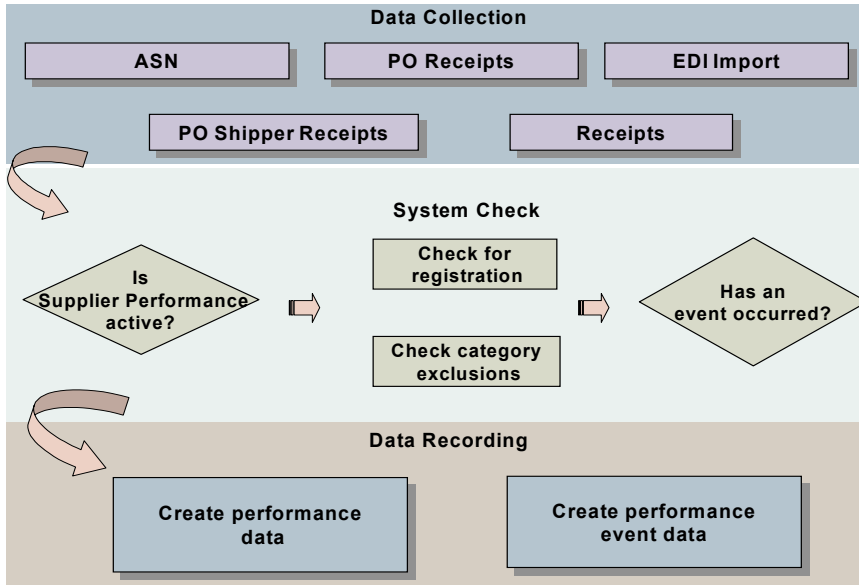 Data Collection
ASN
PO Receipts
EDI Import
PO Shipper Receipts
Receipts
System Check
Is
Supplier Performance
active?
Check for
registration
Check category
exclusions
Has an
event occurred?
Data Recording
Create performance
data
Create performance
event data